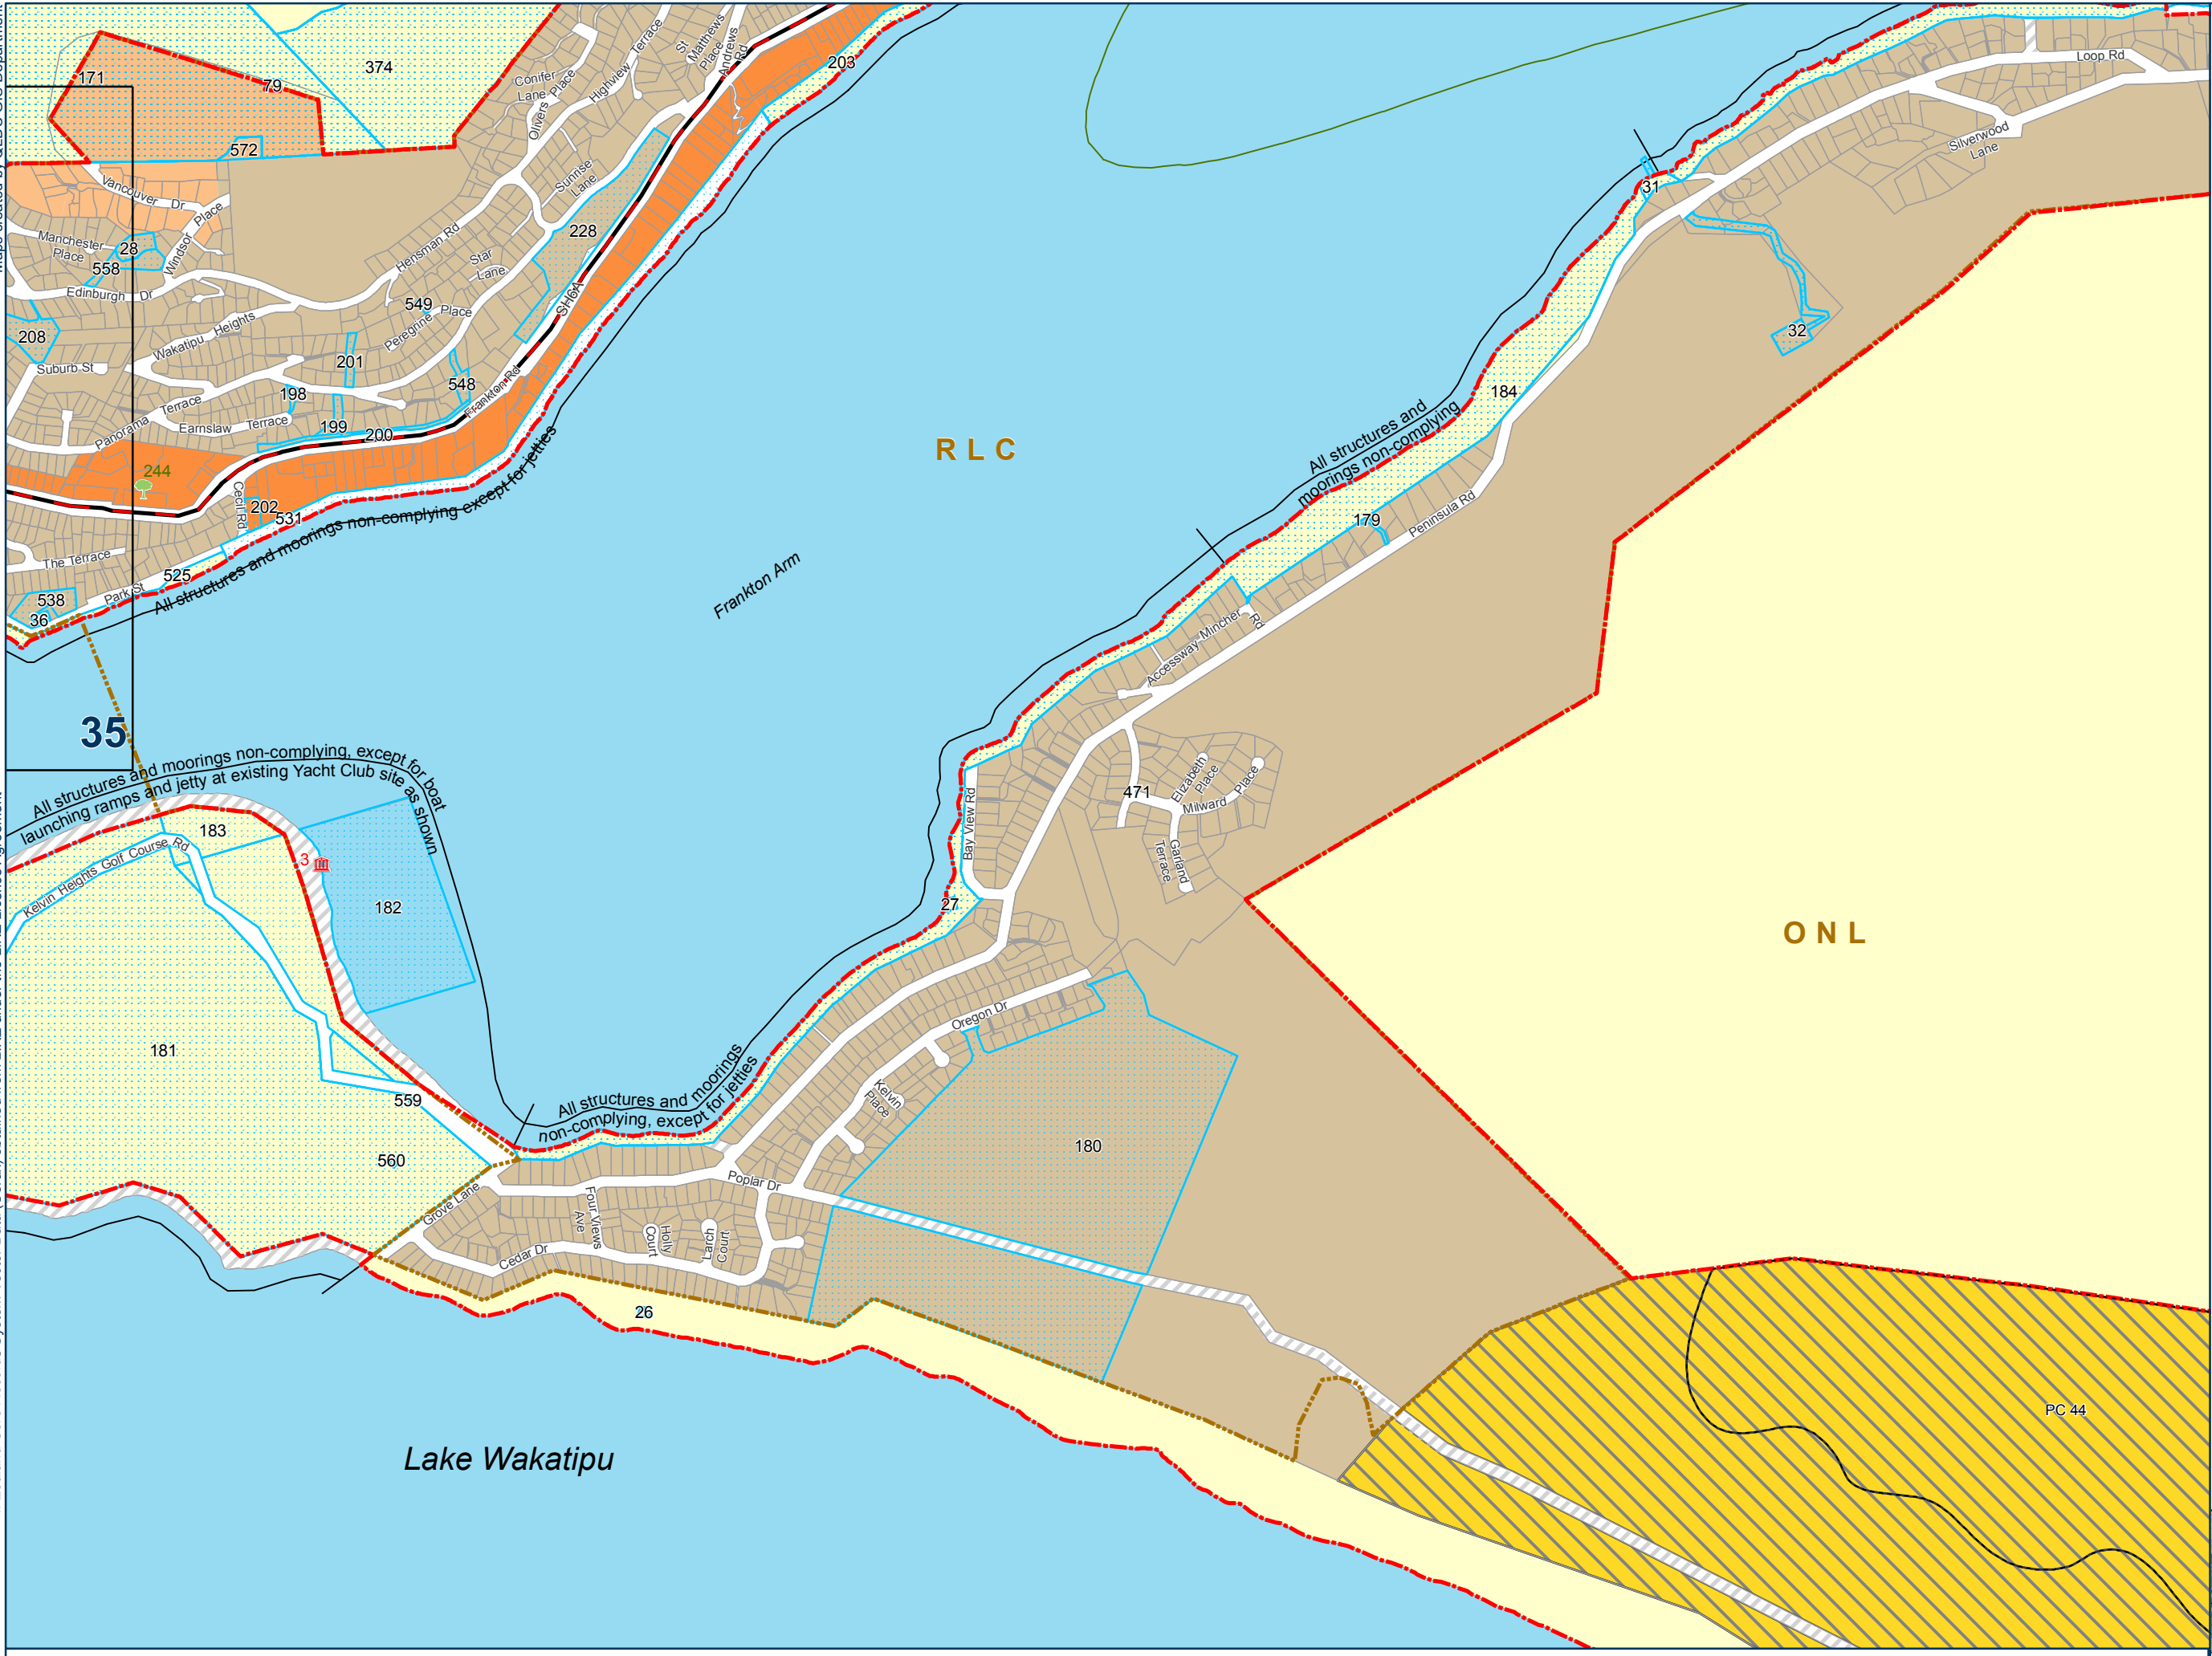 171
79
374
572
203
Conifer
Lane
Olivers
Place
Highview Terrace
St
Matthews
Place
Andrews
Rd
Loop Rd
Silverwood
Lane
Vancouver Dr
Windsor Place
Manchester
Place
28
558
Edinburgh Dr
208
Suburb St
Wakatipu Heights
Hensman Rd
Sunrise
Lane
Star
Lane
228
549
Peregrine Place
SH6A
201
198
548
Frankton Rd
Panorama Terrace
Earnslaw Terrace
199
200
244
Cecil Rd
202
531
The Terrace
525
Park St
538
36
All structures and moorings non-complying except for jetties
31
32
184
RLC
All structures and
moorings non-complying
179
Peninsula Rd
Frankton Arm
Accessway
Mincher
Rd
35
All structures and moorings non-complying, except for boat
launching ramps and jetty at existing Yacht Club site as shown
183
Kelvin Heights Golf Course Rd
3
182
181
559
560
Bay View Rd
471
Elizabeth
Place
Milward Place
Garland
Terrace
27
ONL
Oregon Dr
Kelvin
Place
All structures and moorings
non-complying, except for jetties
180
Poplar Dr
Grove Lane
Four Views
Ave
Holly
Court
Larch
Court
Cedar Dr
26
PC 44
Lake Wakatipu